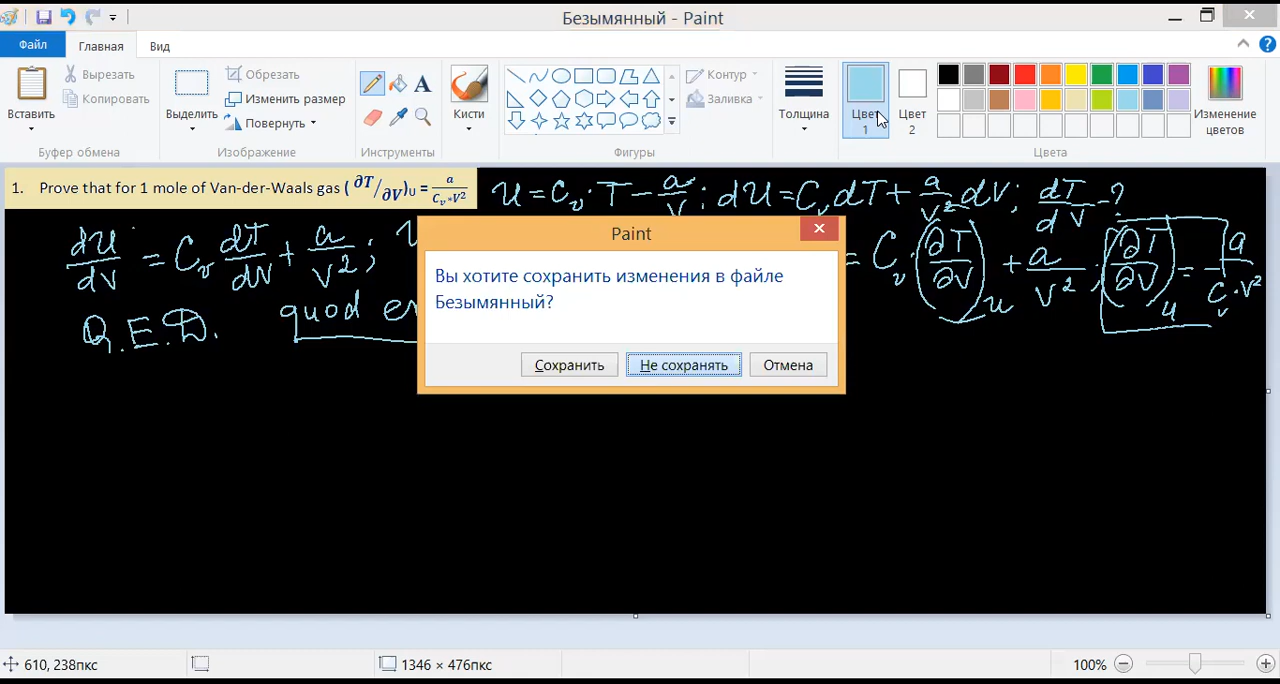 Безымянный - Paint
Файл Главная Вид
Вставить
Вырезать
Копировать
Буфер обмена
Выделить
Обрезать
Изменить размер
Повернуть
Изображение
Инструменты
Кисти
Контур
Заливка
Фигуры
Толщина
Цвет 1
Цвет 2
Изменение цветов
Цвета
1. Prove that for 1 mole of Van-der-Waals gas (∂T/∂V)U = a/(Cv*V²)
U = Cv·T - a/V; dU = Cv dT + a/V² dV; dT/dV - ?
dU/dV = Cv dT/dV + a/V²; = Cv (∂T/∂V)u + a/V²; (∂T/∂V)u = a/(Cv·V²)
Q.E.D. quod
Paint
Вы хотите сохранить изменения в файле
Безымянный?
Сохранить Не сохранять Отмена
610, 238пкс 1346 × 476пкс 100%